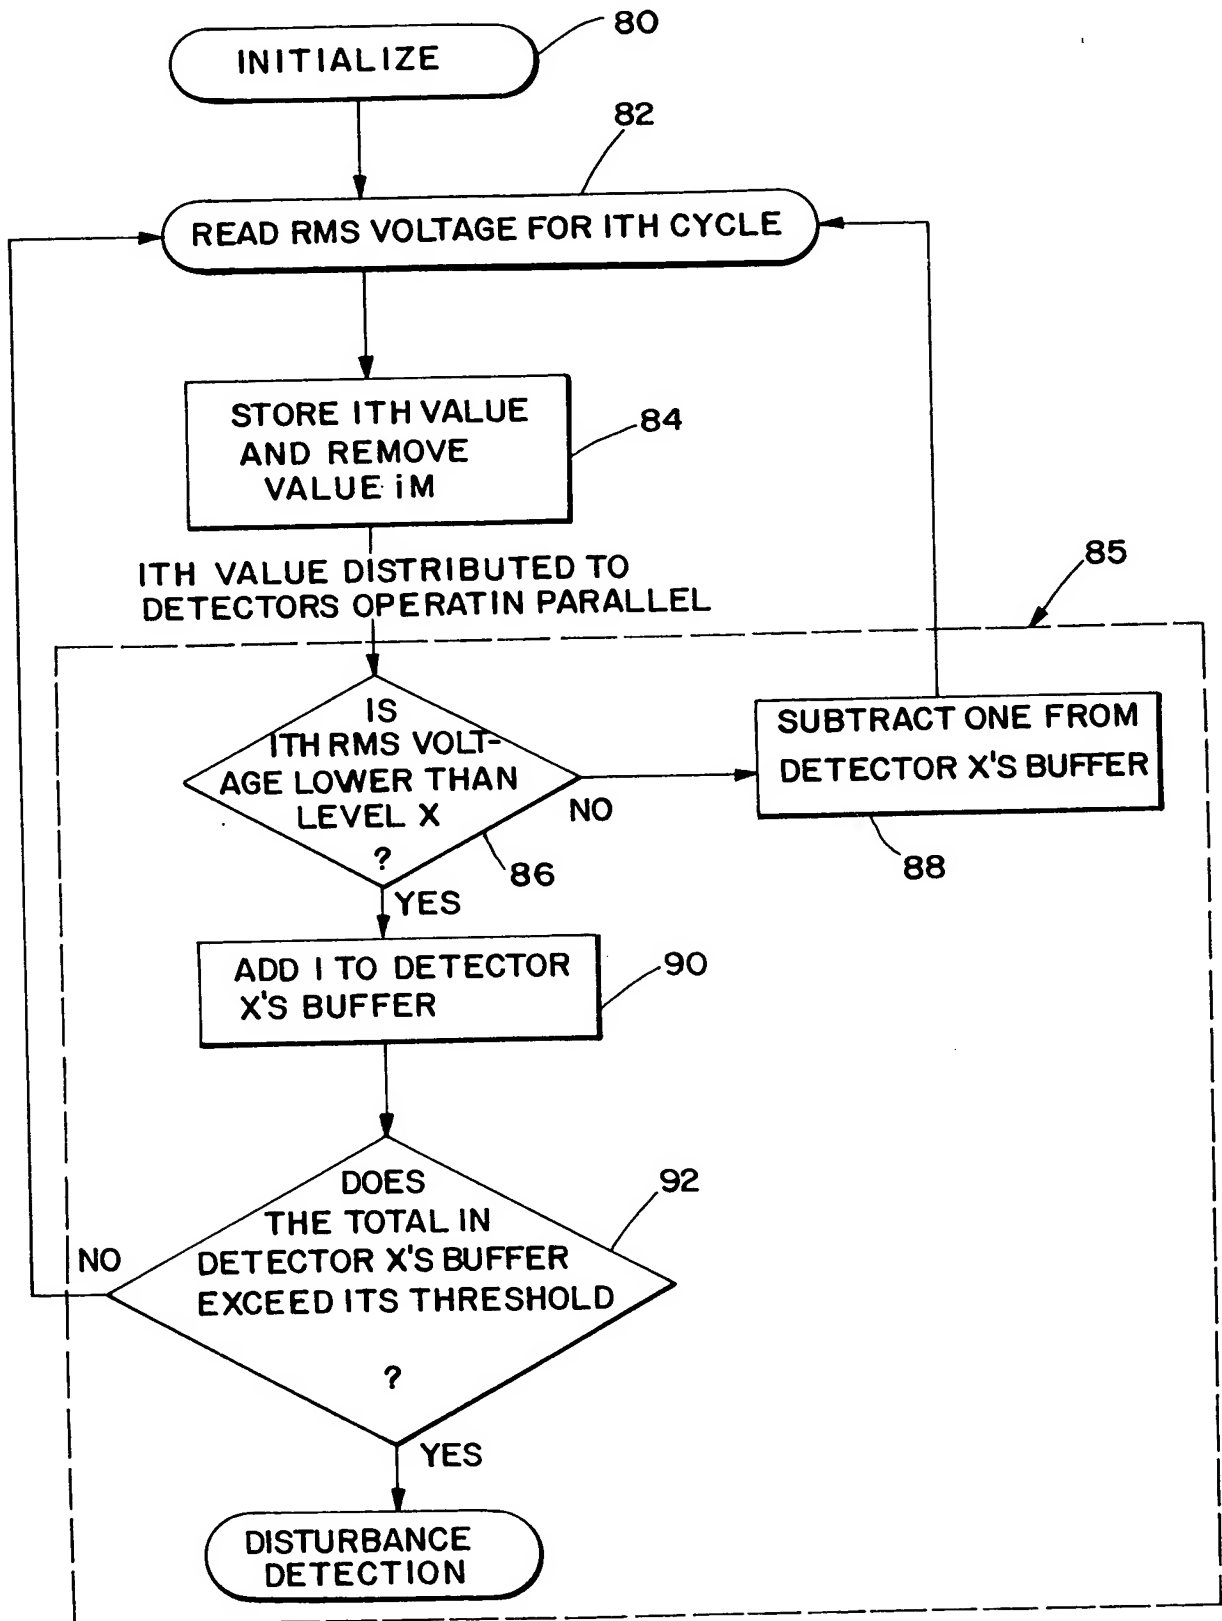 INITIALIZE
80
82
READ RMS VOLTAGE FOR ITH CYCLE
STORE ITH VALUE
AND REMOVE
VALUE iM
84
ITH VALUE DISTRIBUTED TO
DETECTORS OPERATIN PARALLEL
85
IS
ITH RMS VOLT-
AGE LOWER THAN
LEVEL X
?
86
NO
SUBTRACT ONE FROM
DETECTOR X'S BUFFER
88
YES
ADD 1 TO DETECTOR
X'S BUFFER
90
DOES
THE TOTAL IN
DETECTOR X'S BUFFER
EXCEED ITS THRESHOLD
?
92
NO
YES
DISTURBANCE
DETECTION